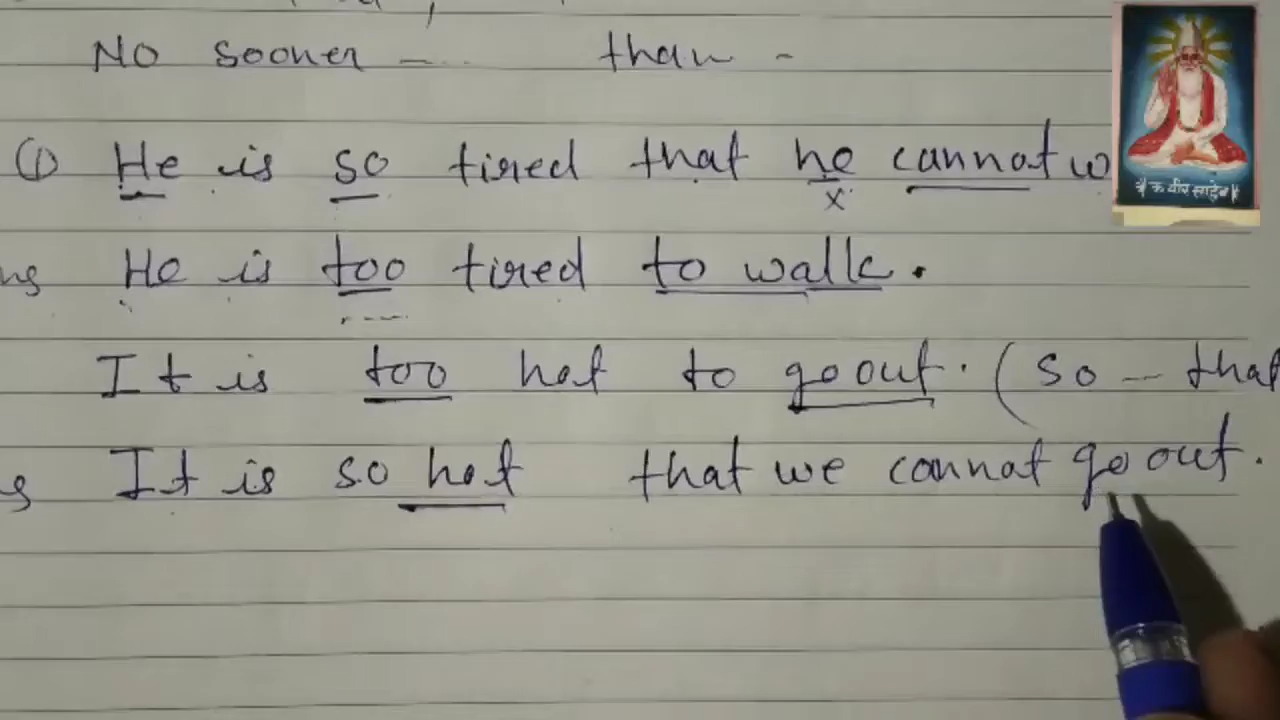 No sooner - .. than -
① He is so tired that he cannot w
x
ns He is too tired to walk.
It is too hot to go out. (so - that
s It is so hot that we cannot go out.